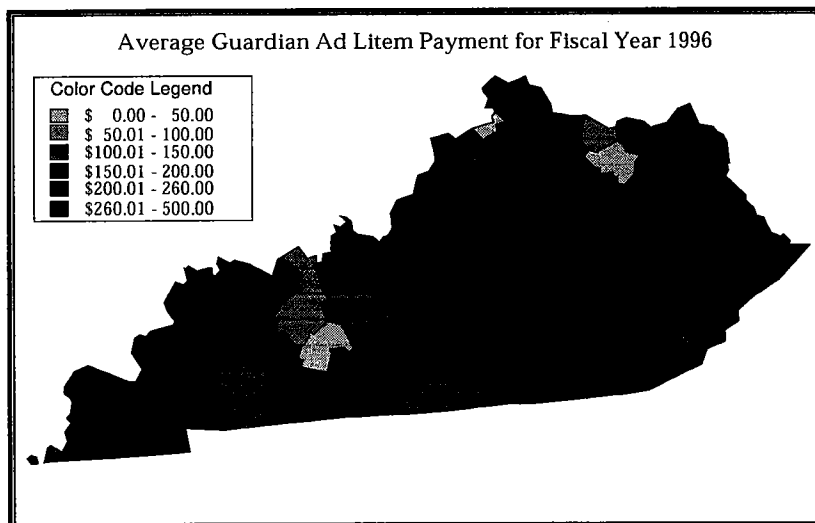 Average Guardian Ad Litem Payment for Fiscal Year 1996
Color Code Legend
$ 0.00 - 50.00
$ 50.01 - 100.00
$100.01 - 150.00
$150.01 - 200.00
$200.01 - 260.00
$260.01 - 500.00